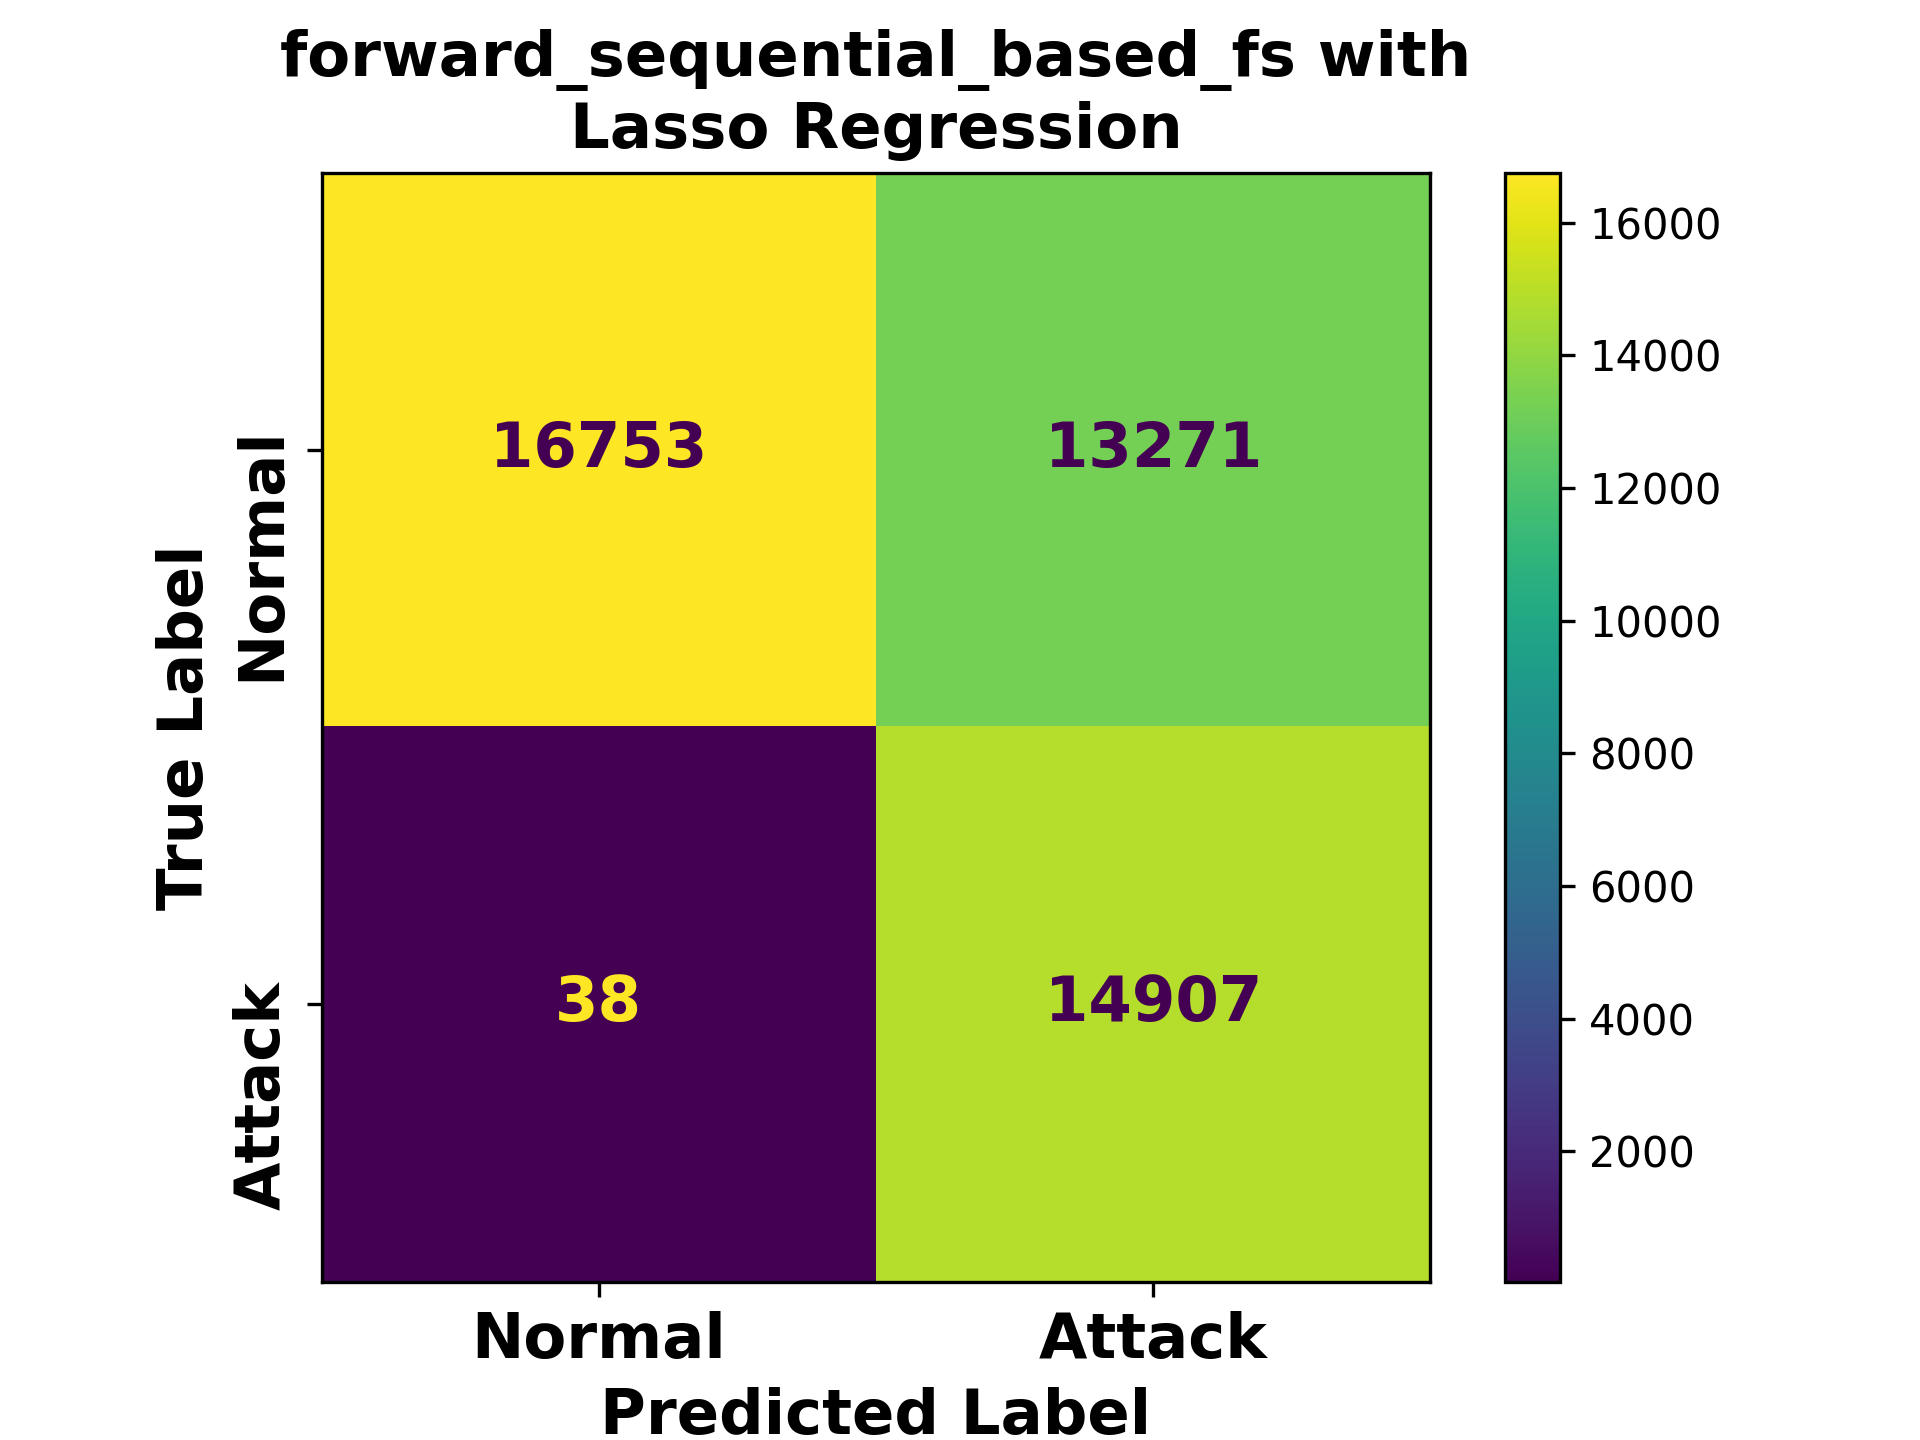 forward_sequential_based_fs with
Lasso Regression
True Label
Normal
Attack
16753
13271
38
14907
Normal
Attack
Predicted Label
16000
14000
12000
10000
8000
6000
4000
2000